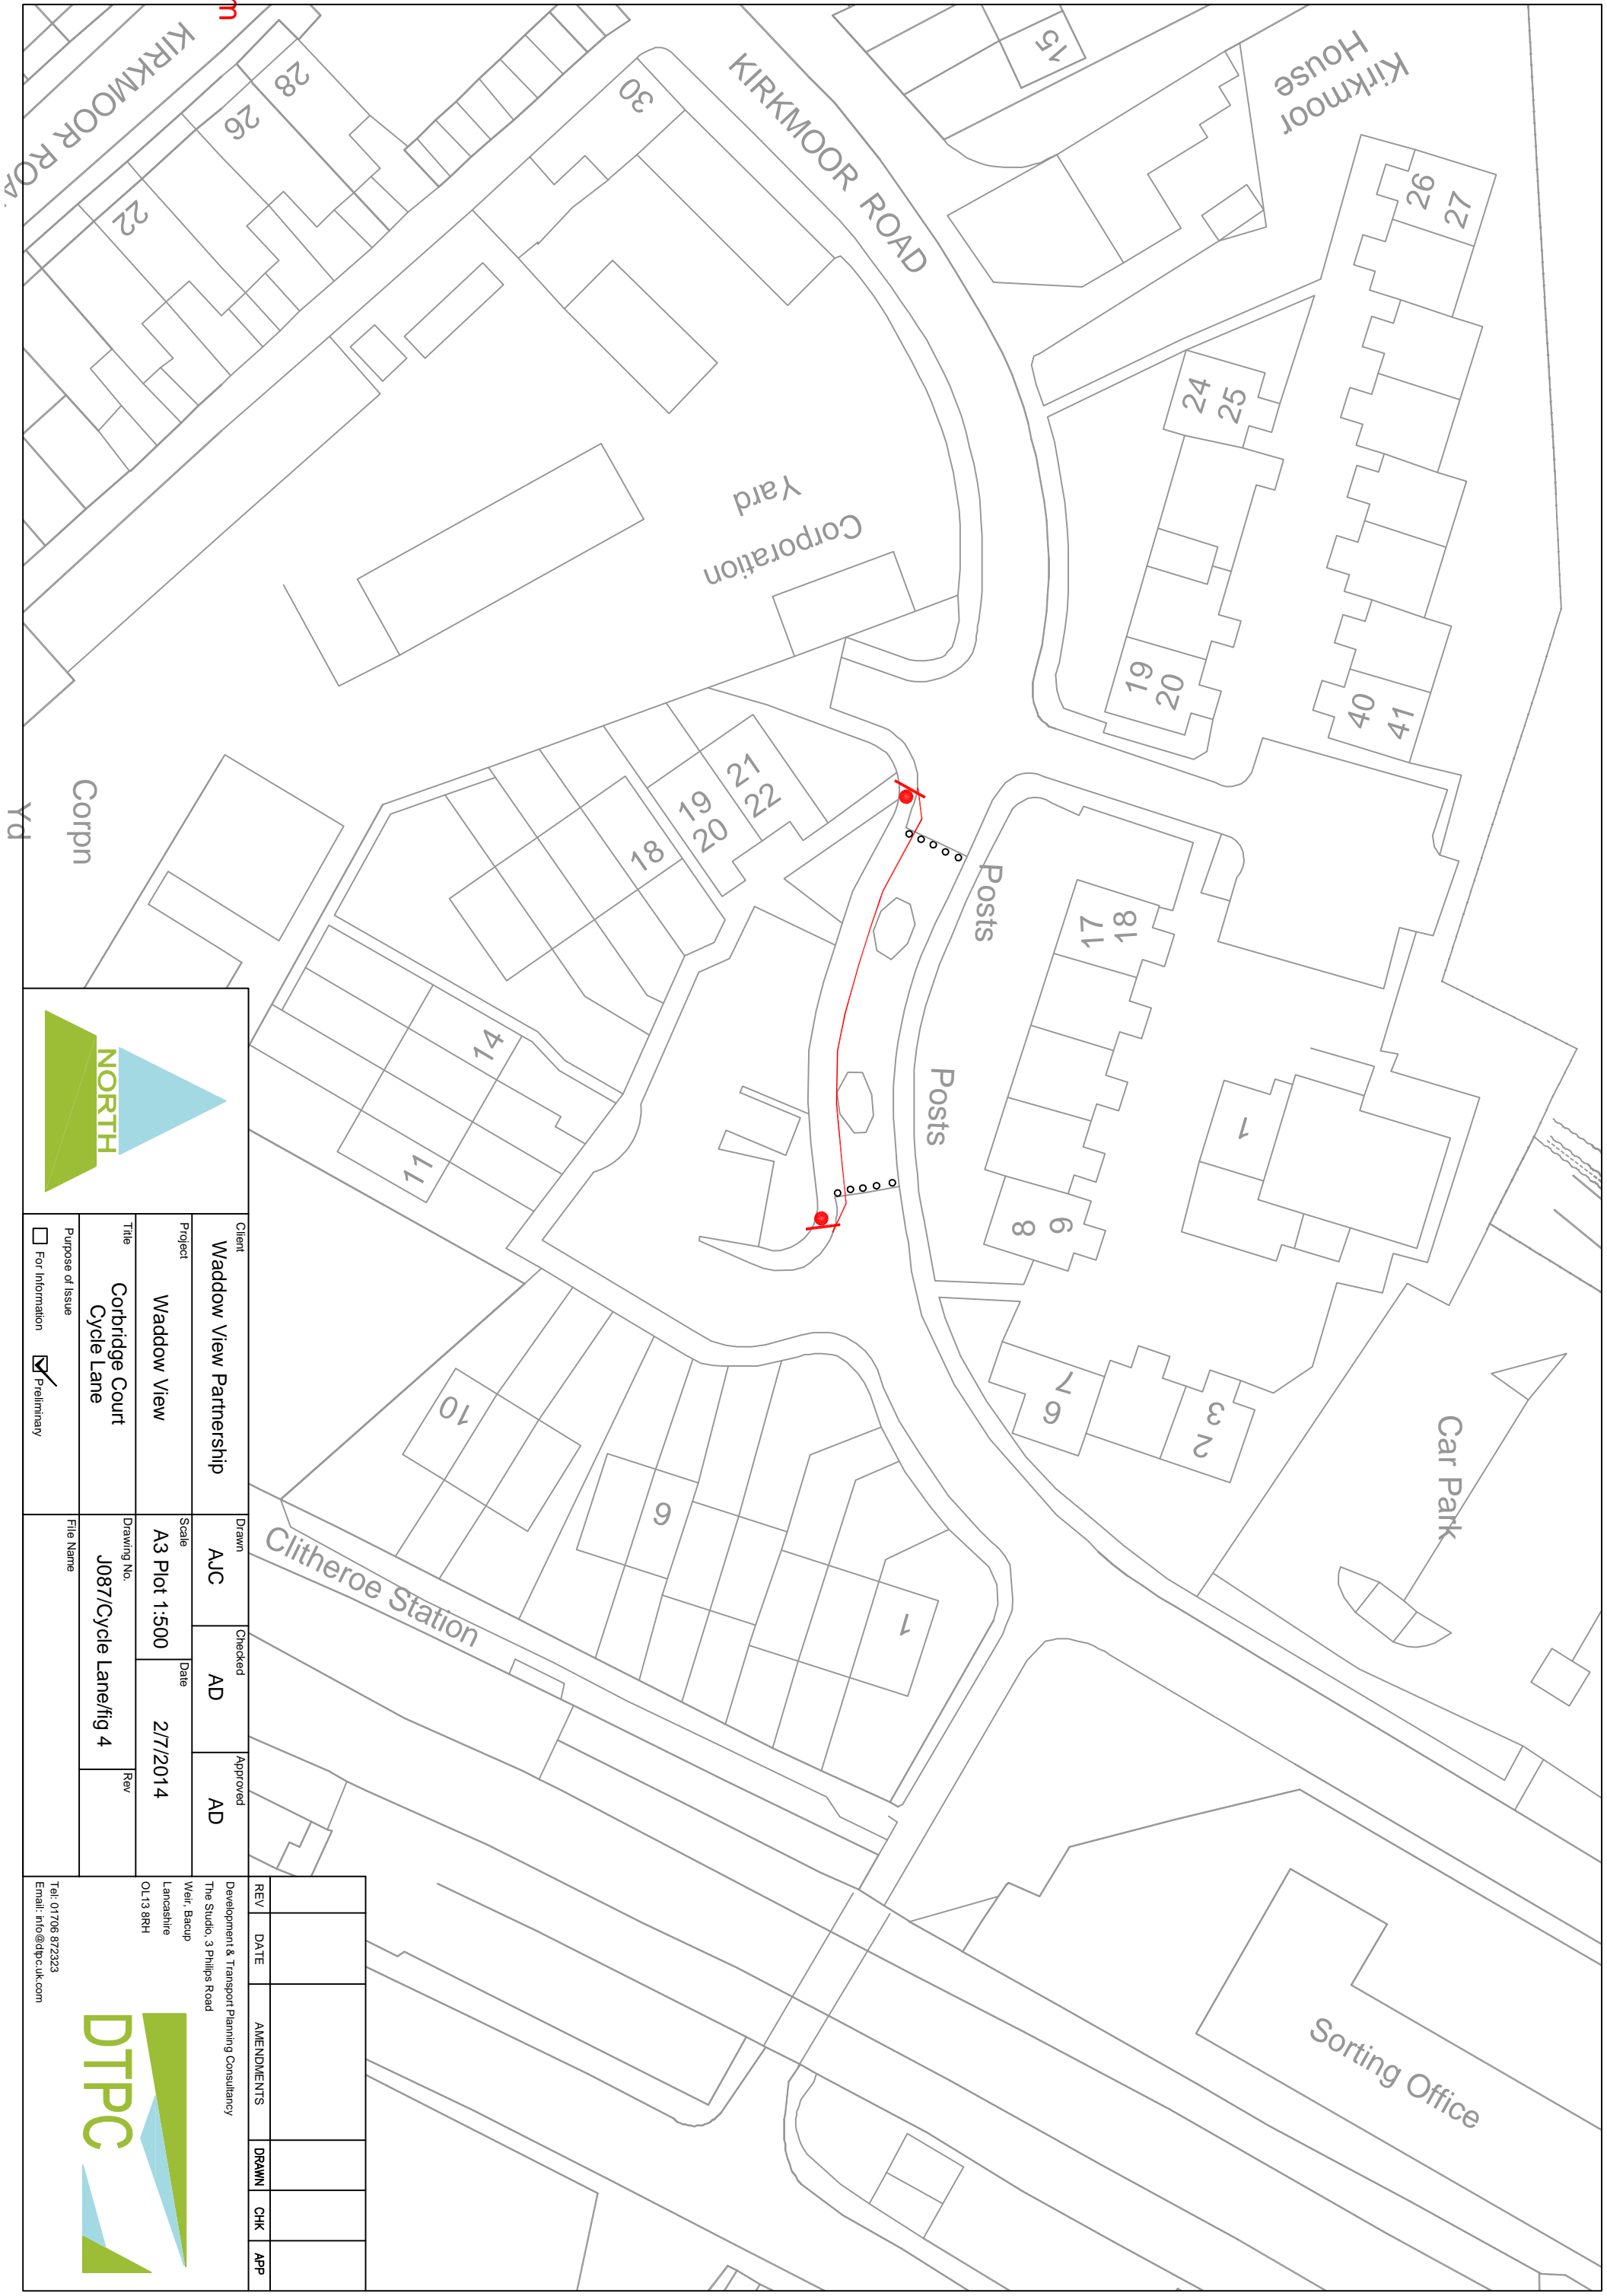 m
KIRKMOOR ROA
28
26
22
30
KIRKMOOR ROAD
15
Kirkmoor
House
26
27
24
25
19
20
40
41
Corporation
Yard
Corpn
Yd
21
22
19
20
18
14
11
Posts
Posts
18
17
1
9
8
7
6
3
2
10
9
1
Car Park
Clitheroe Station
Sorting Office
NORTH
Client
Waddow View Partnership
Project
Waddow View
Title
Corbridge Court
Cycle Lane
Purpose of Issue
For Information
Preliminary
Drawn
AJC
Checked
AD
Approved
AD
Scale
A3 Plot 1:500
Date
2/7/2014
Drawing No.
J087/Cycle Lane/fig 4
Rev
File Name
REV DATE AMENDMENTS DRAWN CHK APP
Development & Transport Planning Consultancy
The Studio, 3 Philips Road
Weir, Bacup
Lancashire
OL13 8RH
Tel: 01706 872323
Email: info@dtpc.uk.com
DTPC